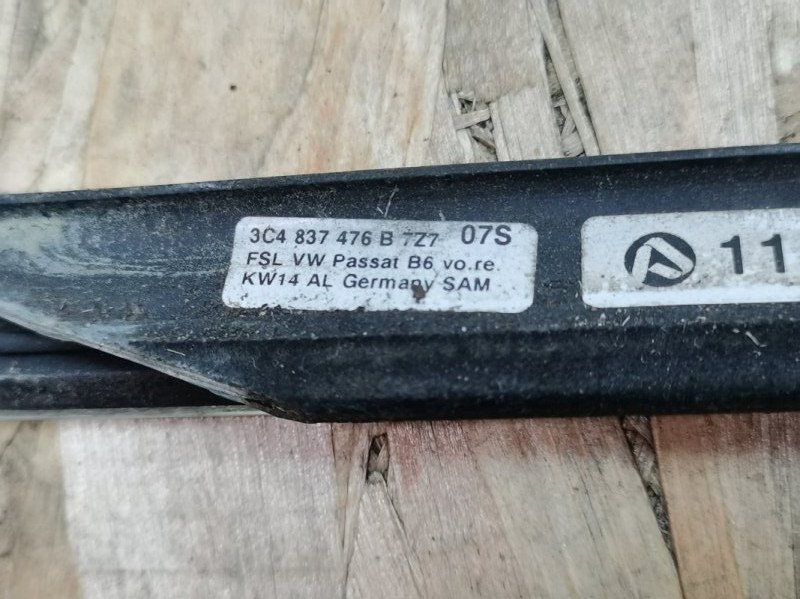 3C4 837 476 B 7Z7 07S
FSL VW Passat B6 vo.re.
KW14 AL Germany SAM
11